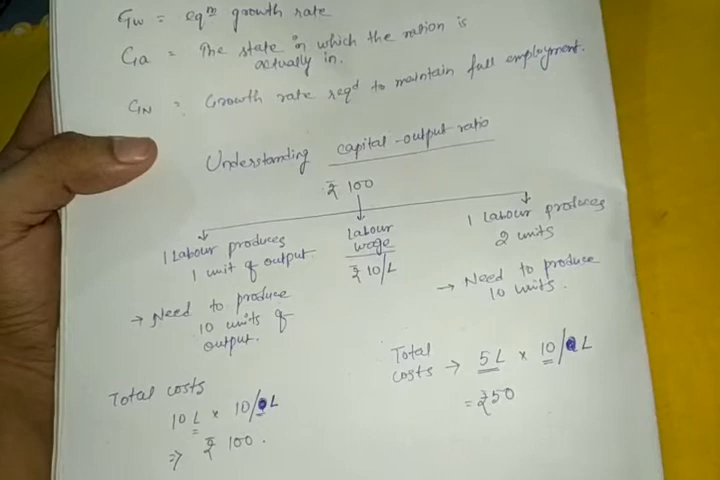 Gw = eqm growth rate
Ga = The state in which the nation is
actually in.
GN = Growth rate reqd to maintain full employment.
Understanding capital-output ratio
₹ 100
1 Labour produces
1 unit of output
Labour
wage
₹ 10/L
1 Labour produces
2 units
→ Need to produce
10 units of
output.
→ Need to produce
10 units.
Total costs
10 L × 10/L
⇒ ₹ 100.
Total
costs → 5 L × 10/L
= ₹50